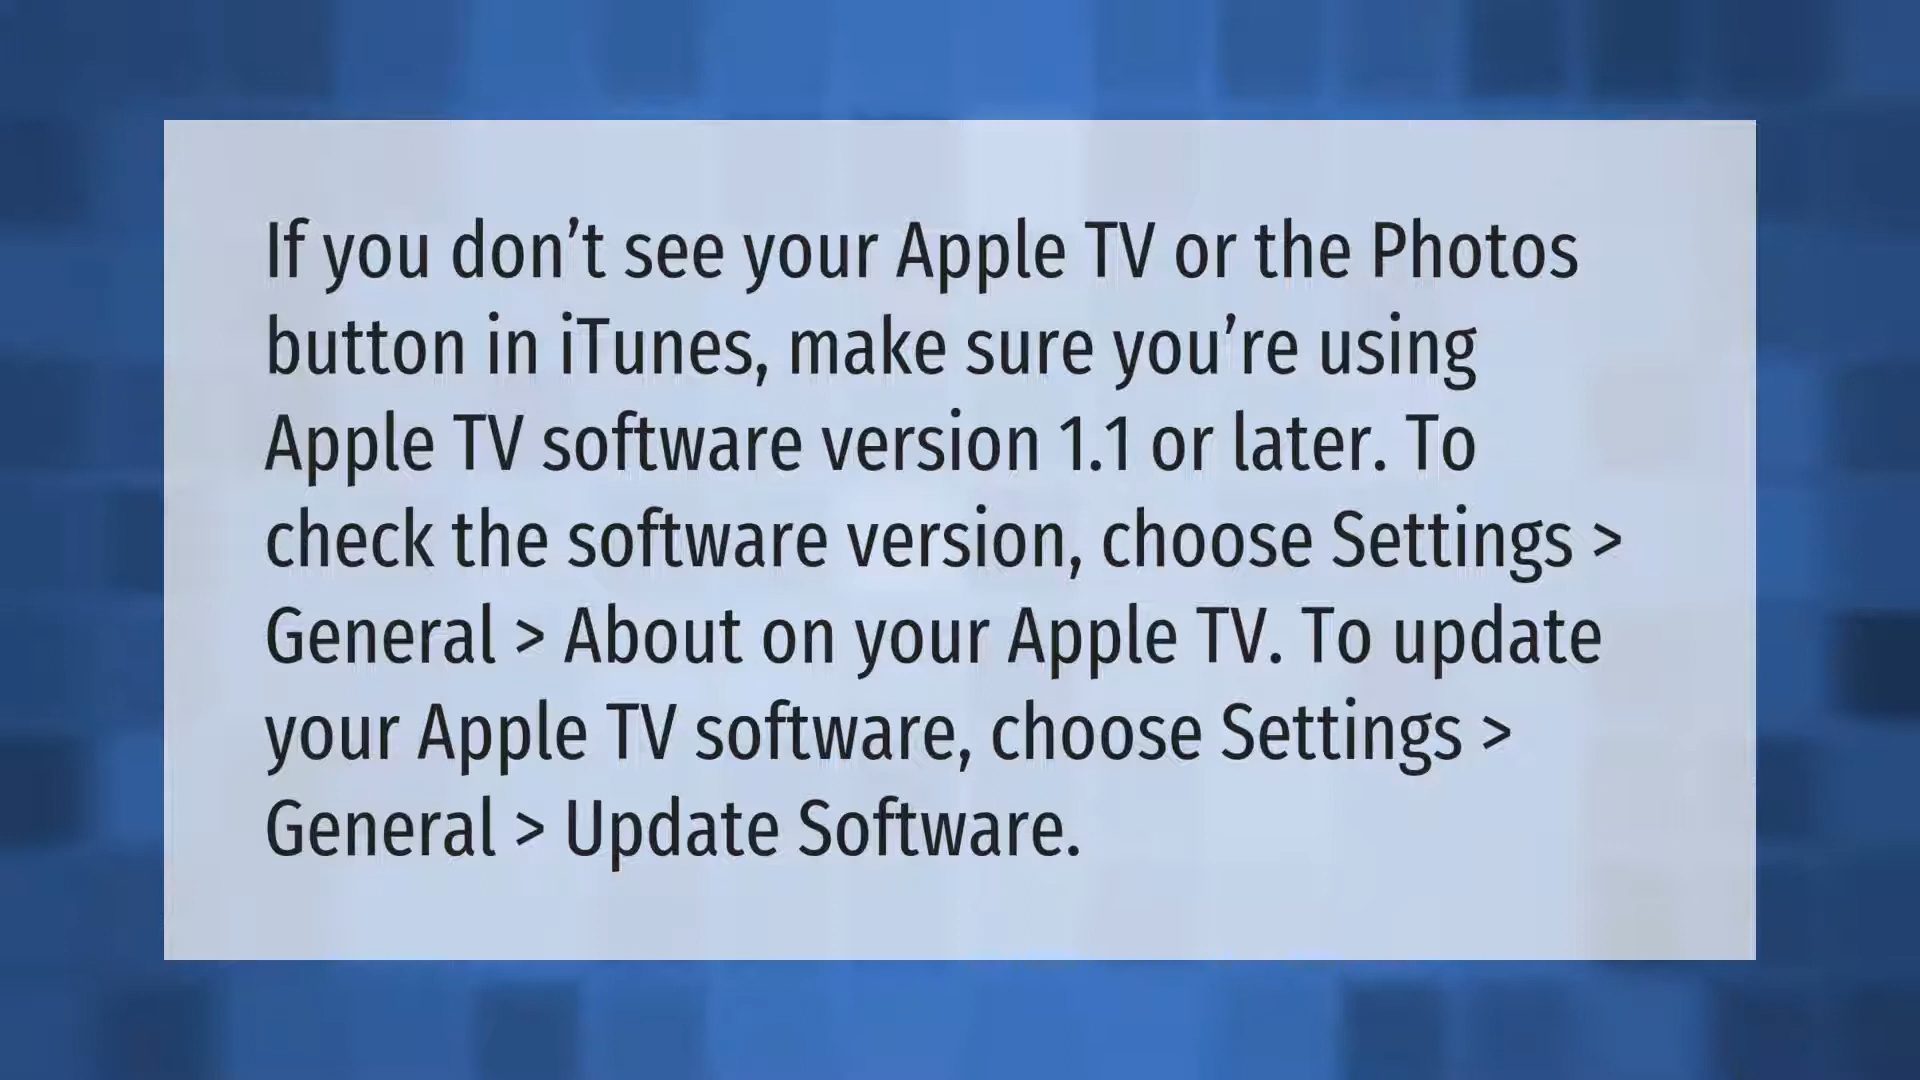 If you don’t see your Apple TV or the Photos
button in iTunes, make sure you’re using
Apple TV software version 1.1 or later. To
check the software version, choose Settings >
General > About on your Apple TV. To update
your Apple TV software, choose Settings >
General > Update Software.